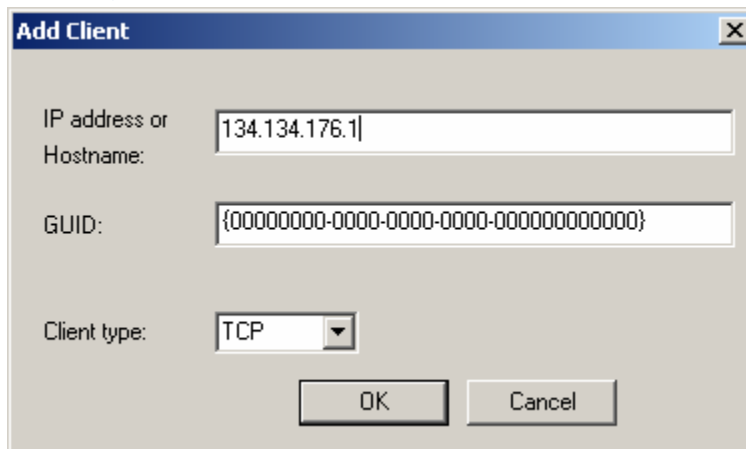 Add Client
IP address or
Hostname:
134.134.176.1
GUID:
{00000000-0000-0000-0000-000000000000}
Client type:
TCP
OK
Cancel